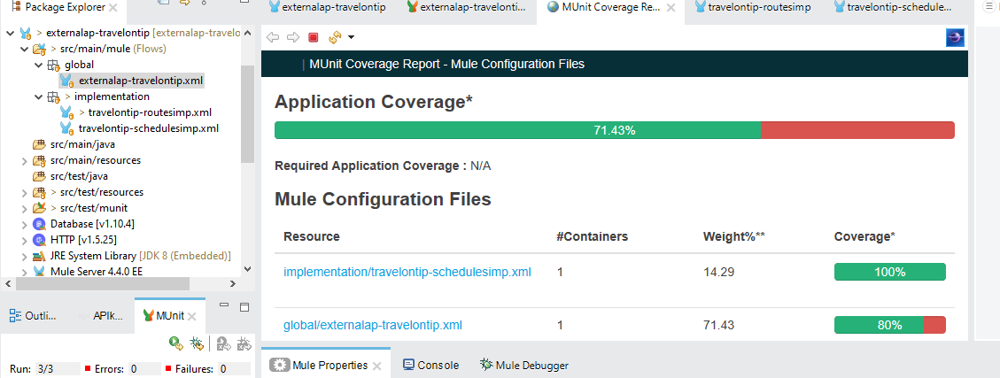 Package Explorer
externalap-travelontip [externalap-travelo
> src/main/mule (Flows)
global
externalap-travelontip.xml
> implementation
> travelontip-routesimp.xml
travelontip-schedulesimp.xml
src/main/java
src/main/resources
src/test/java
> src/test/resources
> src/test/munit
Database [v1.10.4]
HTTP [v1.5.25]
JRE System Library [JDK 8 (Embedded)]
Mule Server 4.4.0 EE
Outli...
APIk...
MUnit
Run: 3/3
Errors: 0
Failures: 0
externalap-travelontip
externalap-travelonti...
MUnit Coverage Re...
travelontip-routesimp
travelontip-schedule...
| MUnit Coverage Report - Mule Configuration Files
Application Coverage*
71.43%
Required Application Coverage : N/A
Mule Configuration Files
Resource #Containers Weight%** Coverage*
implementation/travelontip-schedulesimp.xml 1 14.29 100%
global/externalap-travelontip.xml 1 71.43 80%
Mule Properties
Console
Mule Debugger